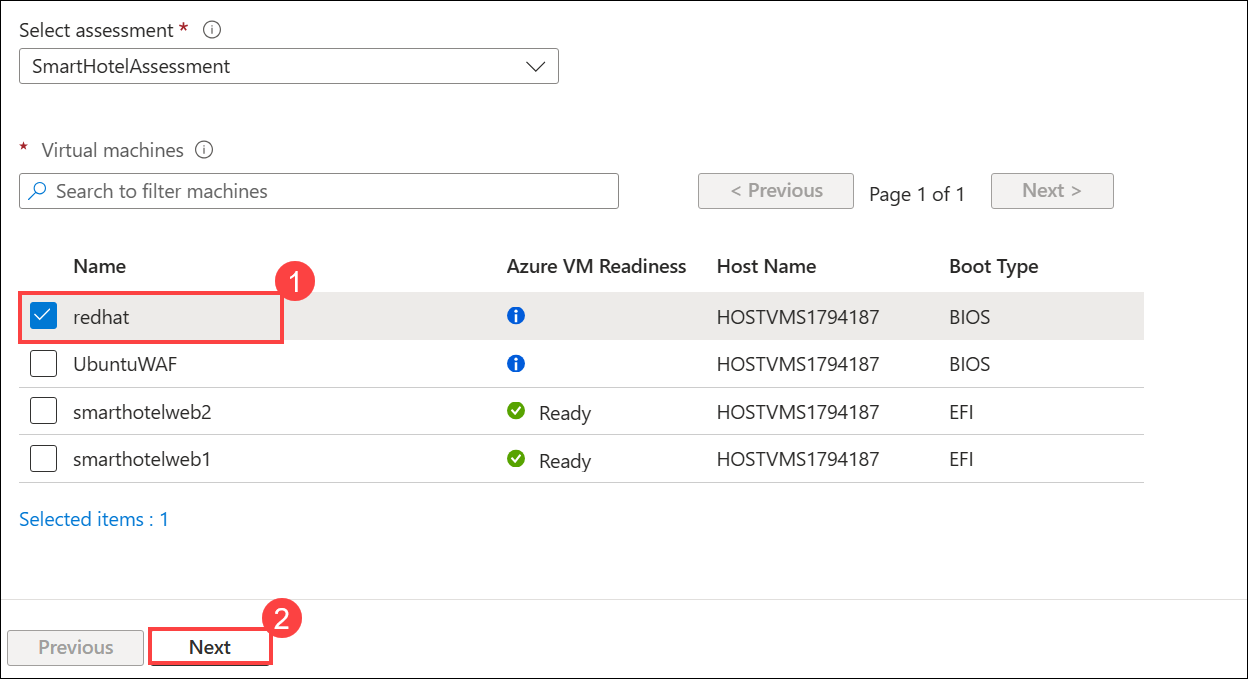 Select assessment *
SmartHotelAssessment
* Virtual machines
Search to filter machines
< Previous Page 1 of 1 Next >
Name Azure VM Readiness Host Name Boot Type
1
redhat HOSTVMS1794187 BIOS
UbuntuWAF HOSTVMS1794187 BIOS
smarthotelweb2 Ready HOSTVMS1794187 EFI
smarthotelweb1 Ready HOSTVMS1794187 EFI
Selected items : 1
2
Previous Next